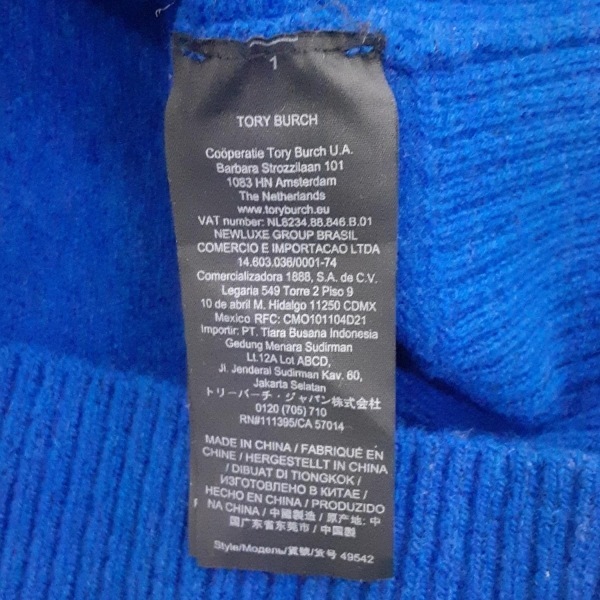 1
TORY BURCH
Coöperatie Tory Burch U.A.
Barbara Strozzilaan 101
1083 HN Amsterdam
The Netherlands
www.toryburch.eu
VAT number: NL8234.88.846.B.01
NEWLUXE GROUP BRASIL
COMERCIO E IMPORTACAO LTDA
14.603.036/0001-74
Comercializadora 1888, S.A. de C.V.
Legaria 549 Torre 2 Piso 9
10 de abril M. Hidalgo 11250 CDMX
Mexico RFC: CMO101104D21
Importir: PT. Tiara Busana Indonesia
Gedung Menara Sudirman
Lt.12A Lot ABCD,
Jl. Jenderal Sudirman Kav. 60,
Jakarta Selatan
トリーバーチ・ジャパン株式会社
0120 (705) 710
RN#111395/CA 57014
MADE IN CHINA / FABRIQUÉ EN
CHINE / HERGESTELLT IN CHINA
/ DIBUAT DI TIONGKOK /
ИЗГОТОВЛЕНО В КИТАЕ /
HECHO EN CHINA / PRODUZIDO
NA CHINA / 中國製造 / 原产地: 中
国广东省东莞市 / 中国製
Style/Модель/貨號/货号 49542